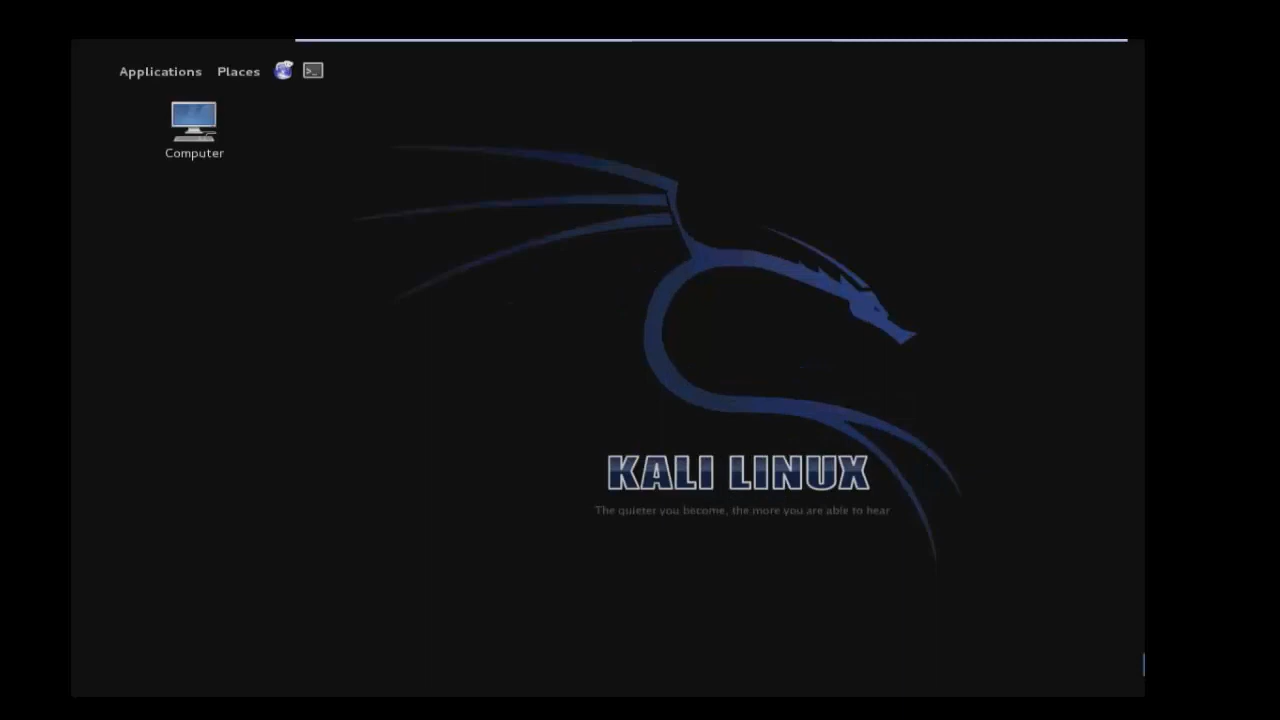 Applications Places
Computer
KALI LINUX
The quieter you become, the more you are able to hear